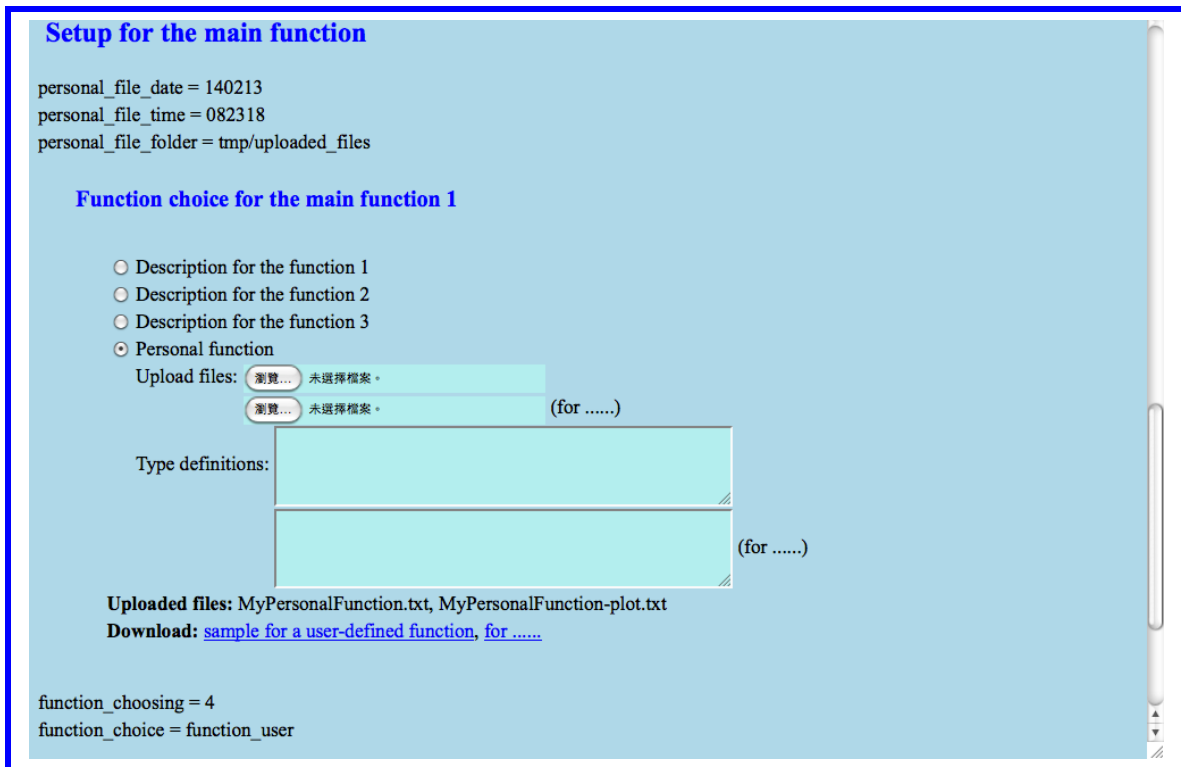 Setup for the main function
personal_file_date = 140213
personal_file_time = 082318
personal_file_folder = tmp/uploaded_files
Function choice for the main function 1
Description for the function 1
Description for the function 2
Description for the function 3
Personal function
Upload files: 瀏覽... 未選擇檔案。
瀏覽... 未選擇檔案。 (for ......)
Type definitions:
(for ......)
Uploaded files: MyPersonalFunction.txt, MyPersonalFunction-plot.txt
Download: sample for a user-defined function, for ......
function_choosing = 4
function_choice = function_user